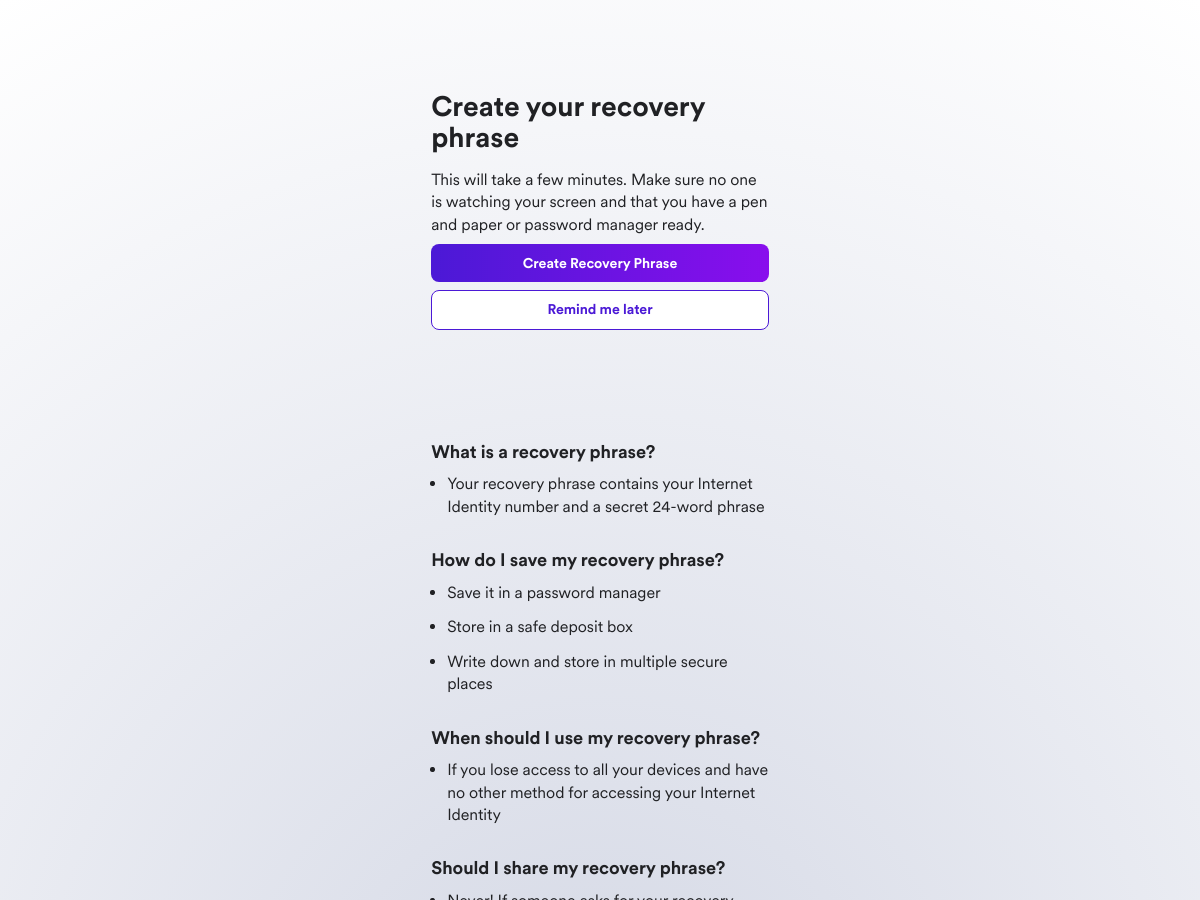 Create your recovery
phrase
This will take a few minutes. Make sure no one
is watching your screen and that you have a pen
and paper or password manager ready.
Create Recovery Phrase
Remind me later
What is a recovery phrase?
• Your recovery phrase contains your Internet
Identity number and a secret 24-word phrase
How do I save my recovery phrase?
• Save it in a password manager
• Store in a safe deposit box
• Write down and store in multiple secure
places
When should I use my recovery phrase?
• If you lose access to all your devices and have
no other method for accessing your Internet
Identity
Should I share my recovery phrase?
• Never! If someone asks for your recovery